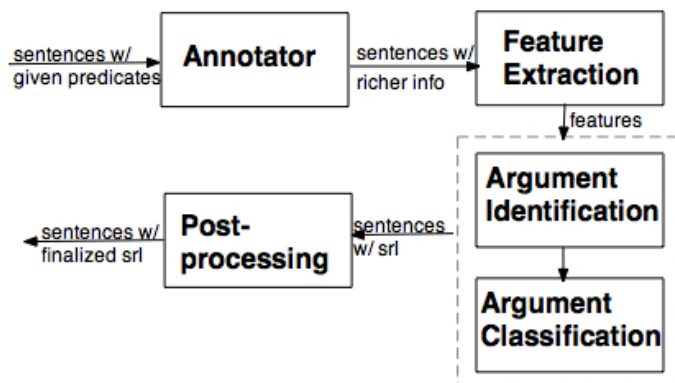 sentences w/
given predicates
Annotator
sentences w/
richer info
Feature
Extraction
features
Argument
Identification
Argument
Classification
sentences
w/ srl
Post-
processing
sentences w/
finalized srl